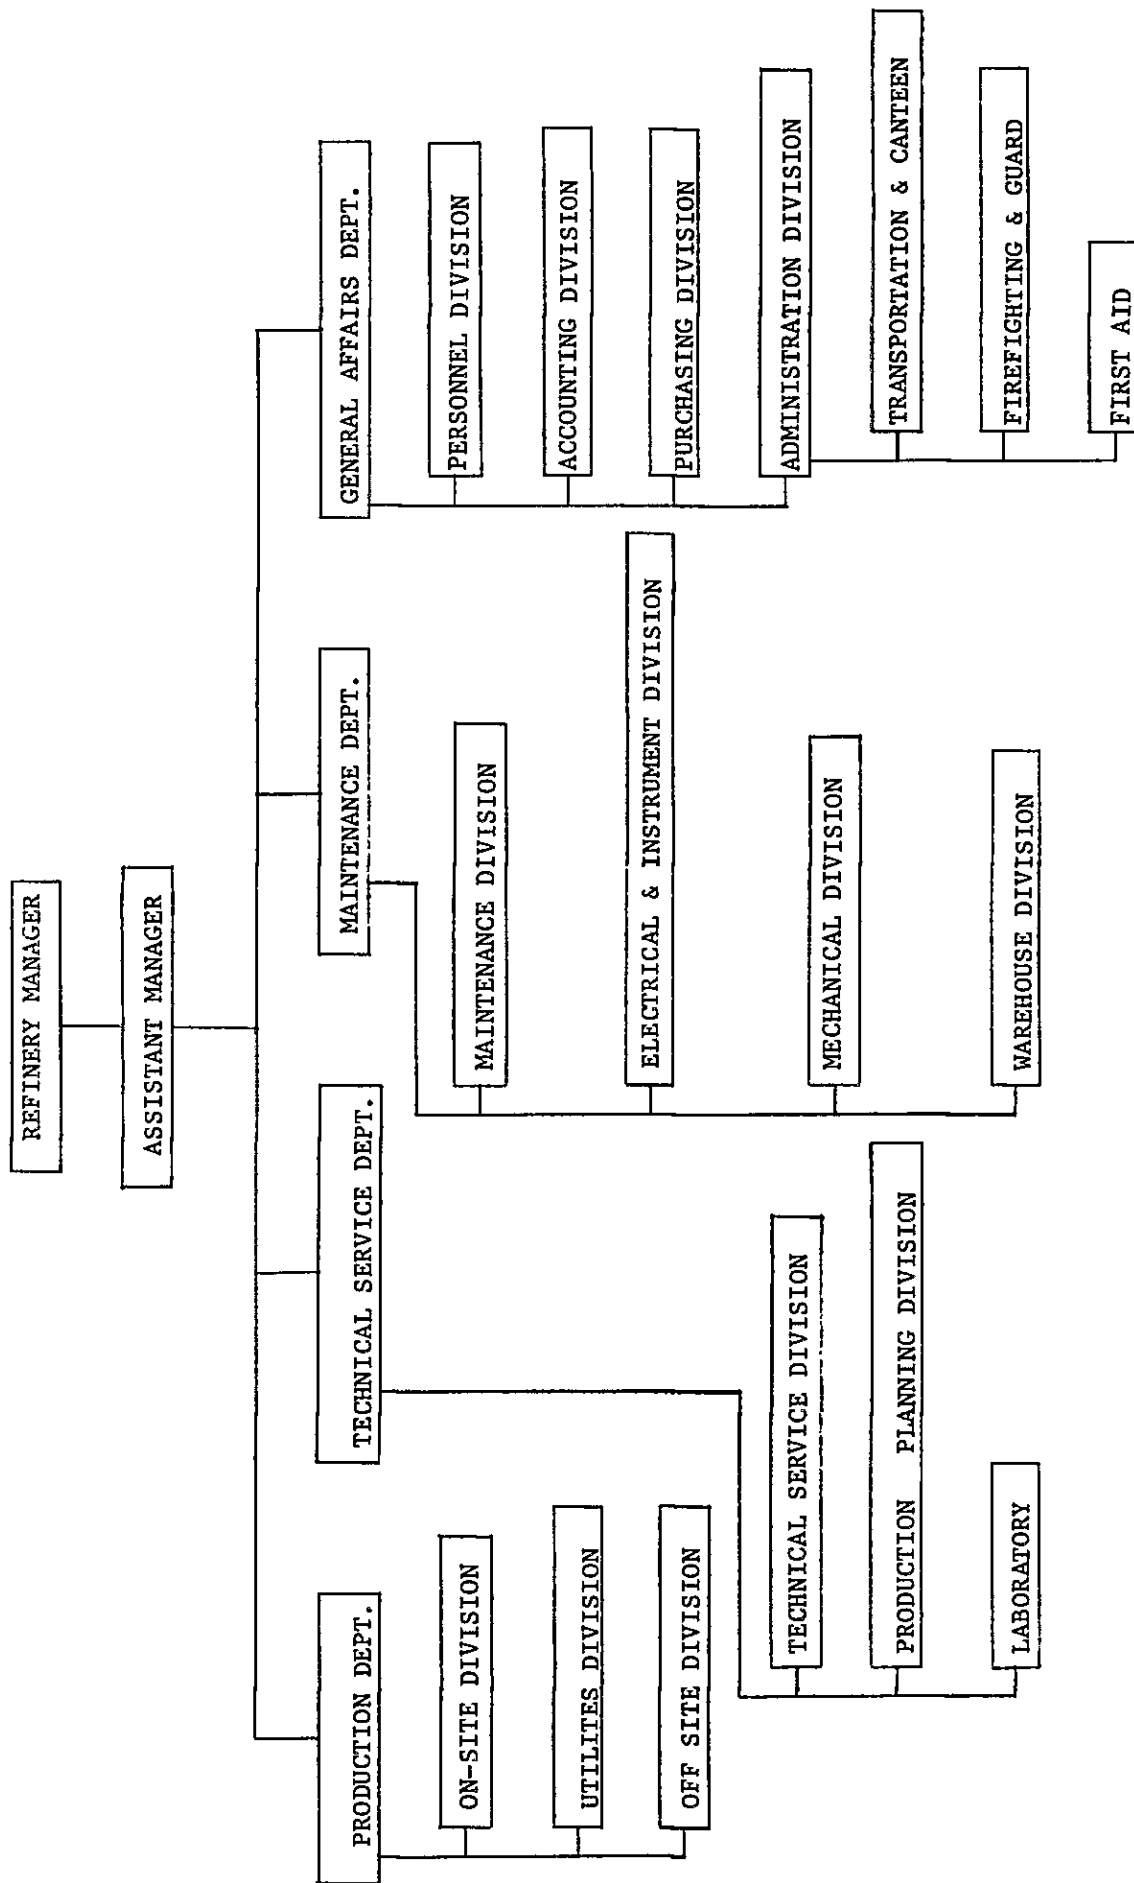 REFINERY MANAGER
ASSISTANT MANAGER
PRODUCTION DEPT.
ON-SITE DIVISION
UTILITES DIVISION
OFF SITE DIVISION
TECHNICAL SERVICE DEPT.
TECHNICAL SERVICE DIVISION
PRODUCTION PLANNING DIVISION
LABORATORY
MAINTENANCE DEPT.
MAINTENANCE DIVISION
ELECTRICAL & INSTRUMENT DIVISION
MECHANICAL DIVISION
WAREHOUSE DIVISION
GENERAL AFFAIRS DEPT.
PERSONNEL DIVISION
ACCOUNTING DIVISION
PURCHASING DIVISION
ADMINISTRATION DIVISION
TRANSPORTATION & CANTEEN
FIREFIGHTING & GUARD
FIRST AID